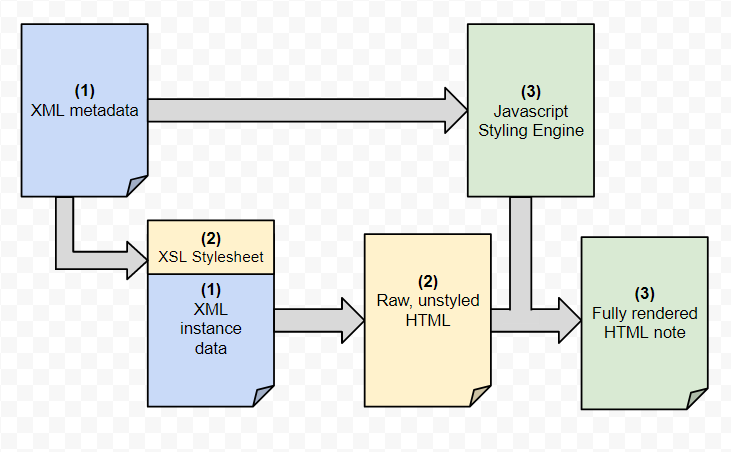 (1)
XML metadata
(3)
Javascript
Styling Engine
(2)
XSL Stylesheet
(1)
XML
instance
data
(2)
Raw, unstyled
HTML
(3)
Fully rendered
HTML note